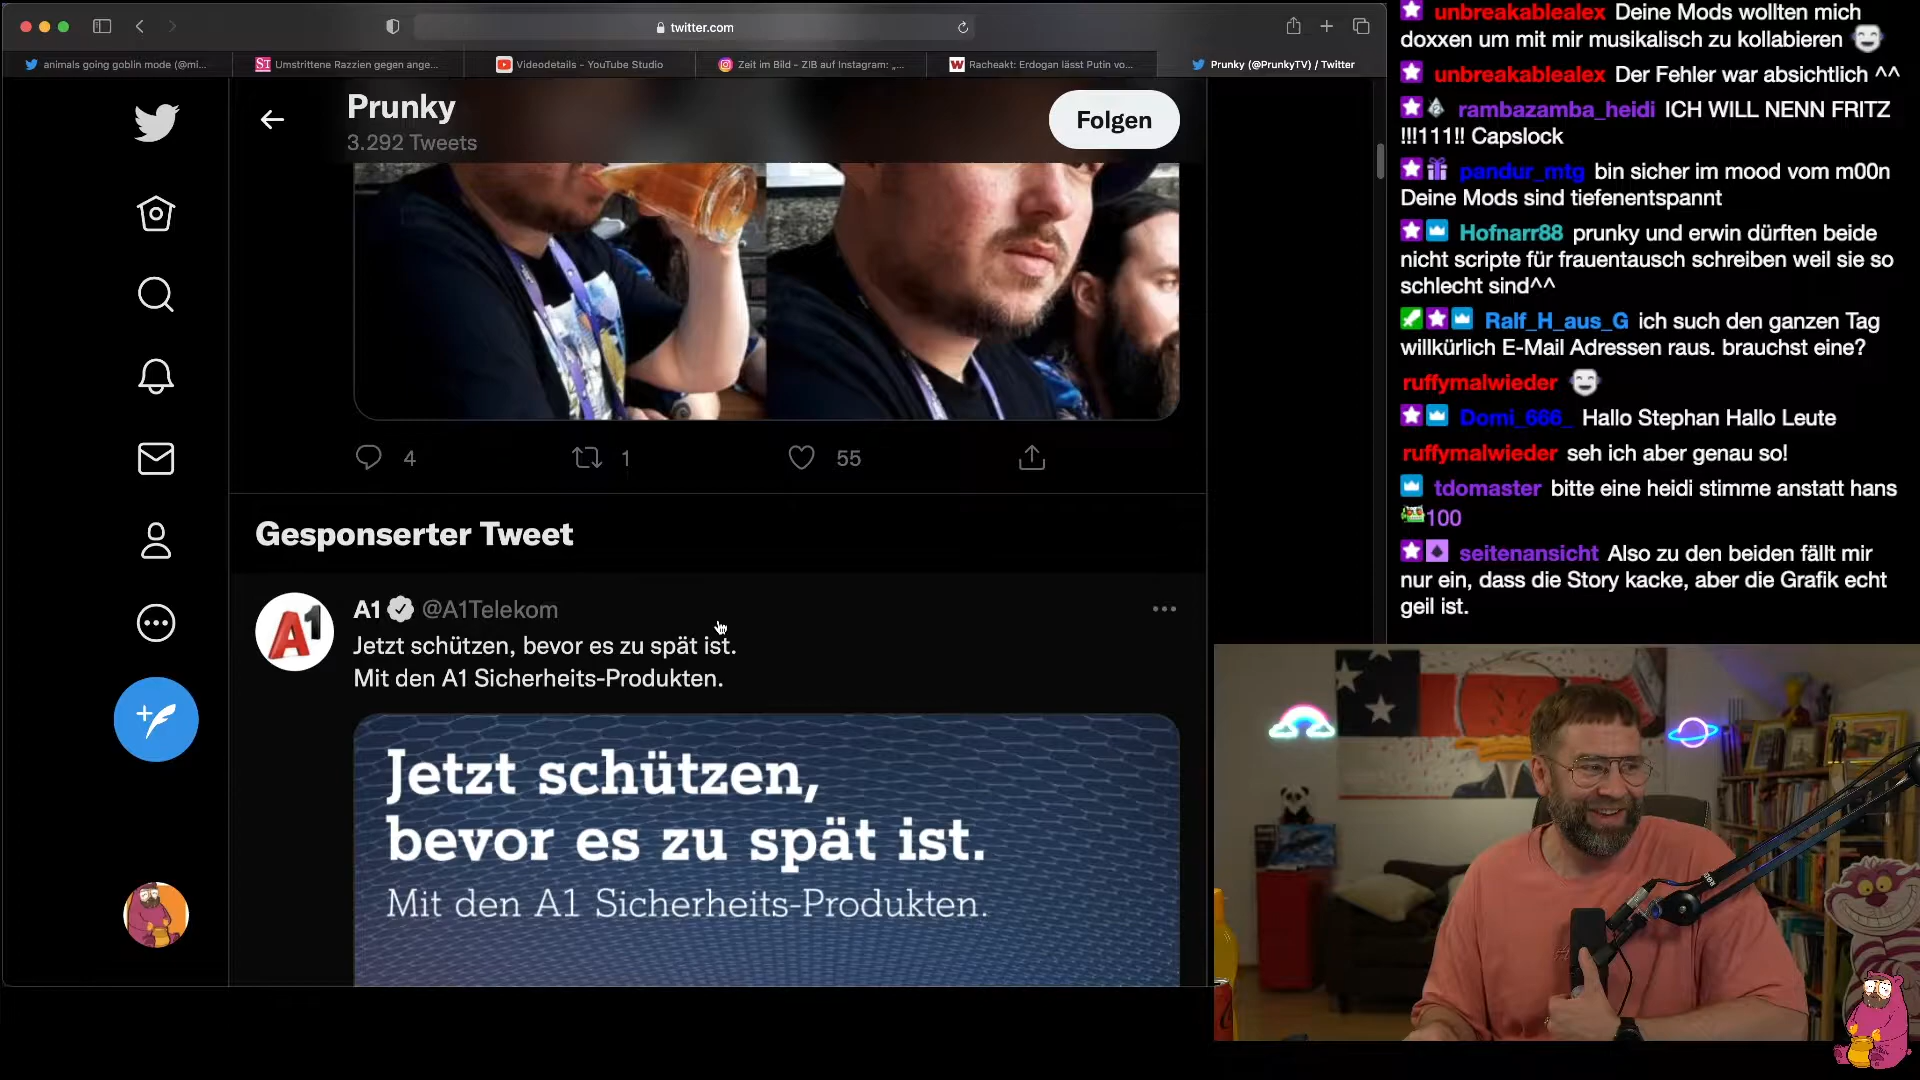 twitter.com
animals going goblin mode (@mi...
Umstrittene Razzien gegen ange...
Videodetails - YouTube Studio
Zeit im Bild - ZIB auf Instagram: „...
Racheakt: Erdogan lässt Putin vo...
Prunky (@PrunkyTV) / Twitter
Prunky
3.292 Tweets
Folgen
4
1
55
Gesponserter Tweet
A1 @A1Telekom
Jetzt schützen, bevor es zu spät ist.
Mit den A1 Sicherheits-Produkten.
A1
Jetzt schützen,
bevor es zu spät ist.
Mit den A1 Sicherheits-Produkten.
unbreakablealex Deine Mods wollten mich
doxxen um mit mir musikalisch zu kollabieren
unbreakablealex Der Fehler war absichtlich ^^
rambazamba_heidi ICH WILL NENN FRITZ
!!!111!! Capslock
pandur_mtg bin sicher im mood vom m00n
Deine Mods sind tiefenentspannt
Hofnarr88 prunky und erwin dürften beide
nicht scripte für frauentausch schreiben weil sie so
schlecht sind^^
Ralf_H_aus_G ich such den ganzen Tag
willkürlich E-Mail Adressen raus. brauchst eine?
ruffymalwieder
Domi_666_ Hallo Stephan Hallo Leute
ruffymalwieder seh ich aber genau so!
tdomaster bitte eine heidi stimme anstatt hans
100
seitenansicht Also zu den beiden fällt mir
nur ein, dass die Story kacke, aber die Grafik echt
geil ist.